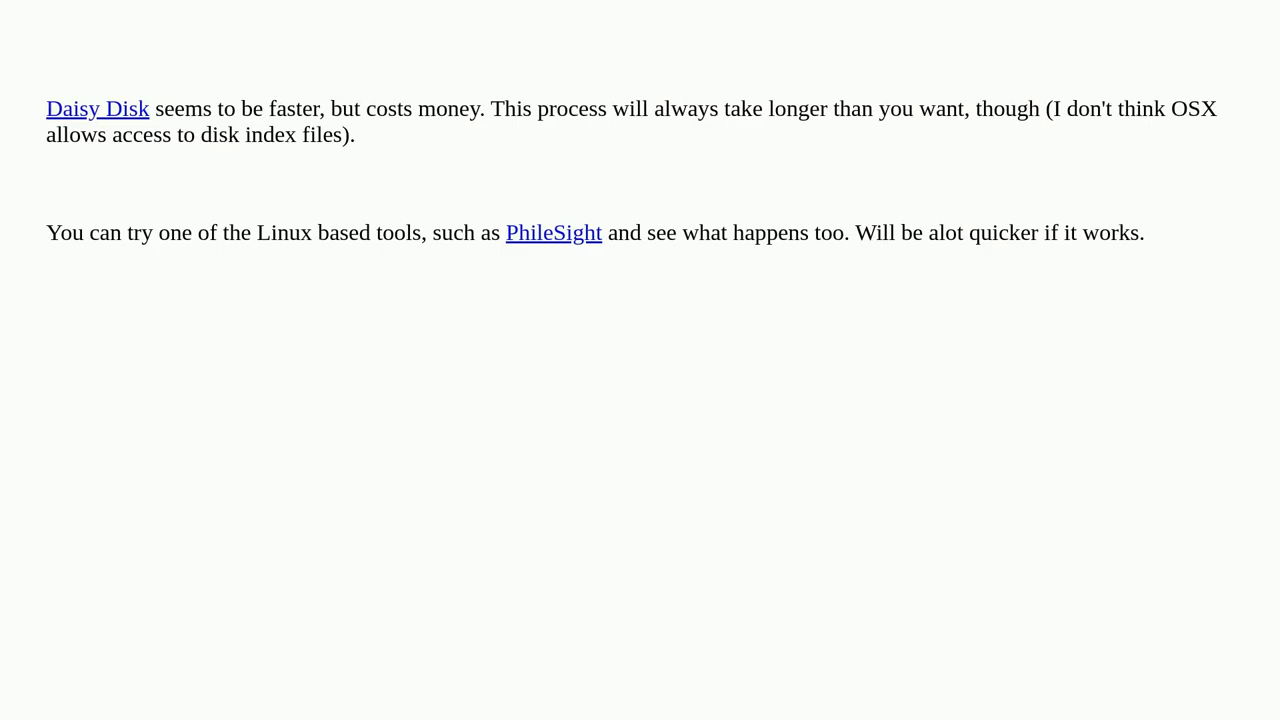 Daisy Disk seems to be faster, but costs money. This process will always take longer than you want, though (I don't think OSX
allows access to disk index files).
You can try one of the Linux based tools, such as PhileSight and see what happens too. Will be alot quicker if it works.